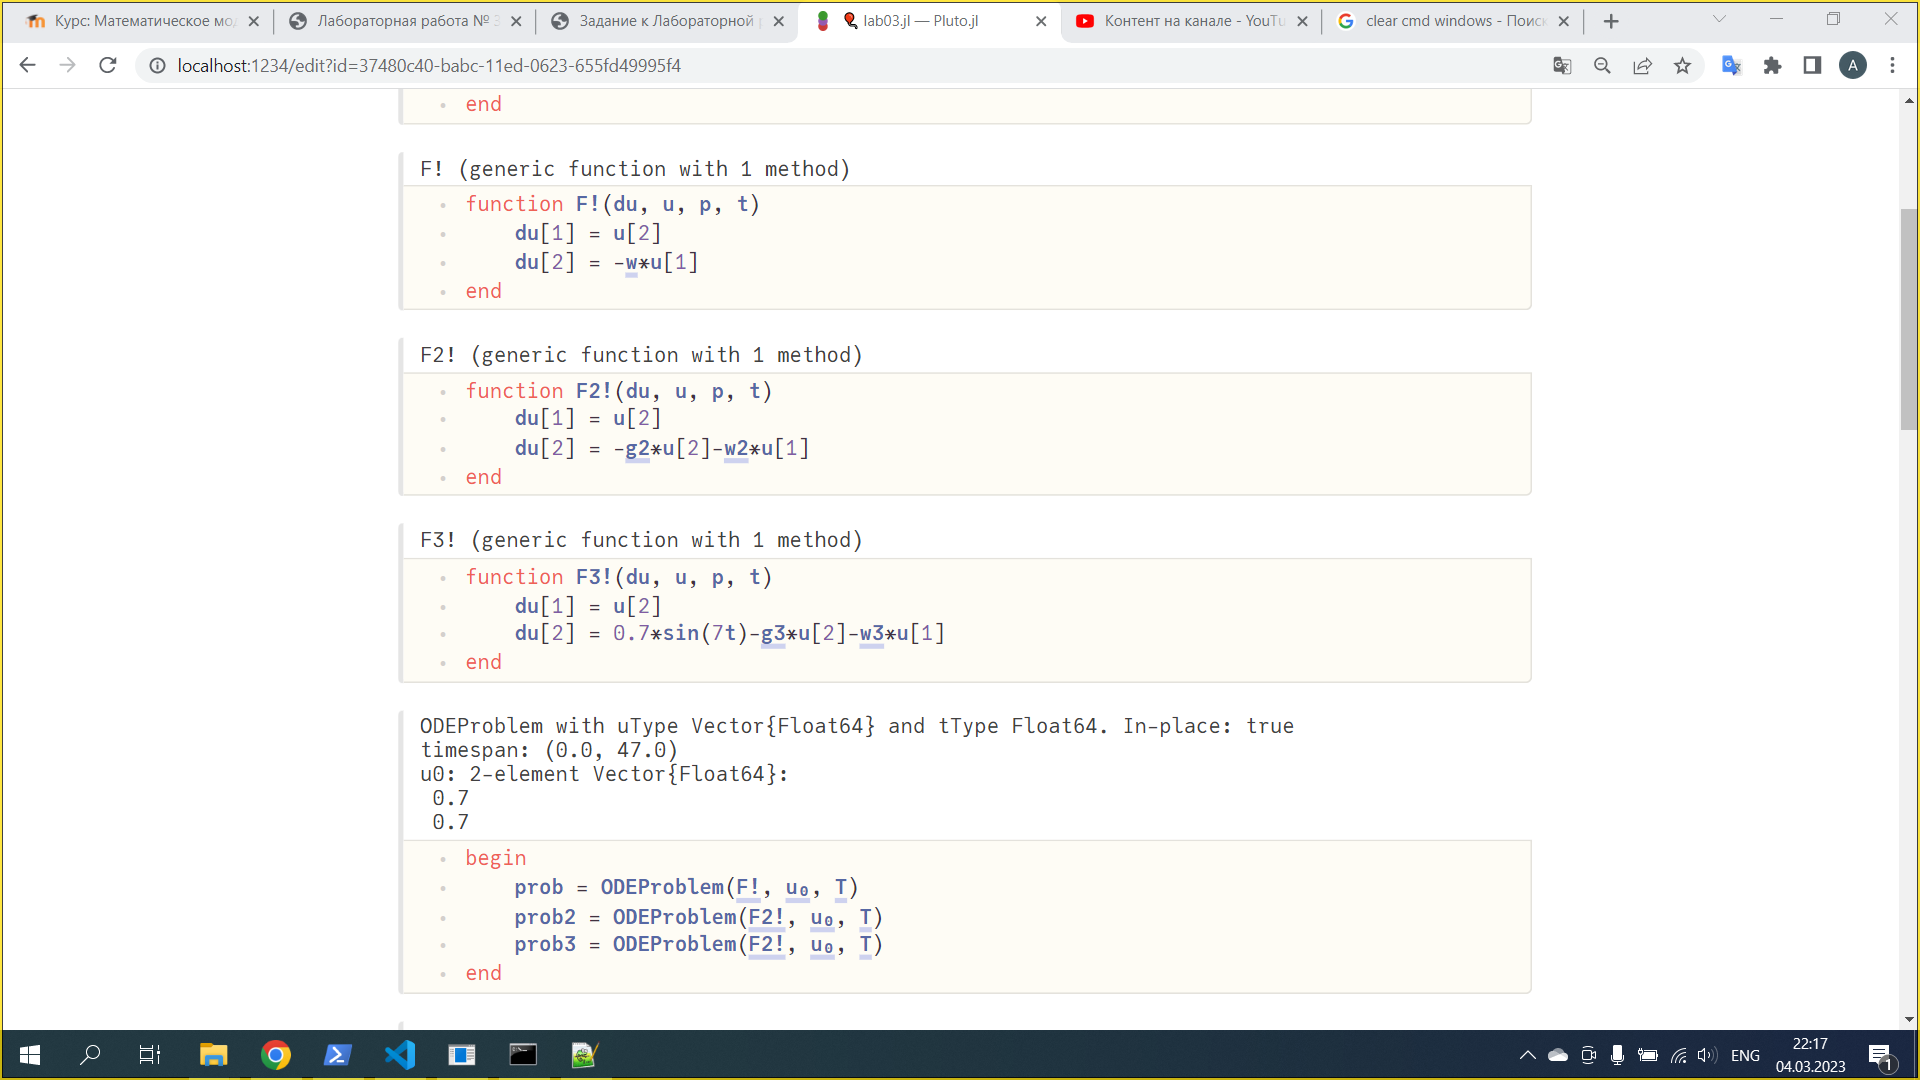 Курс: Математическое мо
Лабораторная работа № 3
Задание к Лабораторной
lab03.jl — Pluto.jl
Контент на канале - YouTu
clear cmd windows - Поиск
localhost:1234/edit?id=37480c40-babc-11ed-0623-655fd49995f4
A
end
F! (generic function with 1 method)
function F!(du, u, p, t)
du[1] = u[2]
du[2] = -w*u[1]
end
F2! (generic function with 1 method)
function F2!(du, u, p, t)
du[1] = u[2]
du[2] = -g2*u[2]-w2*u[1]
end
F3! (generic function with 1 method)
function F3!(du, u, p, t)
du[1] = u[2]
du[2] = 0.7*sin(7t)-g3*u[2]-w3*u[1]
end
ODEProblem with uType Vector{Float64} and tType Float64. In-place: true
timespan: (0.0, 47.0)
u0: 2-element Vector{Float64}:
0.7
0.7
begin
prob = ODEProblem(F!, u₀, T)
prob2 = ODEProblem(F2!, u₀, T)
prob3 = ODEProblem(F2!, u₀, T)
end
ENG
22:17
04.03.2023
1